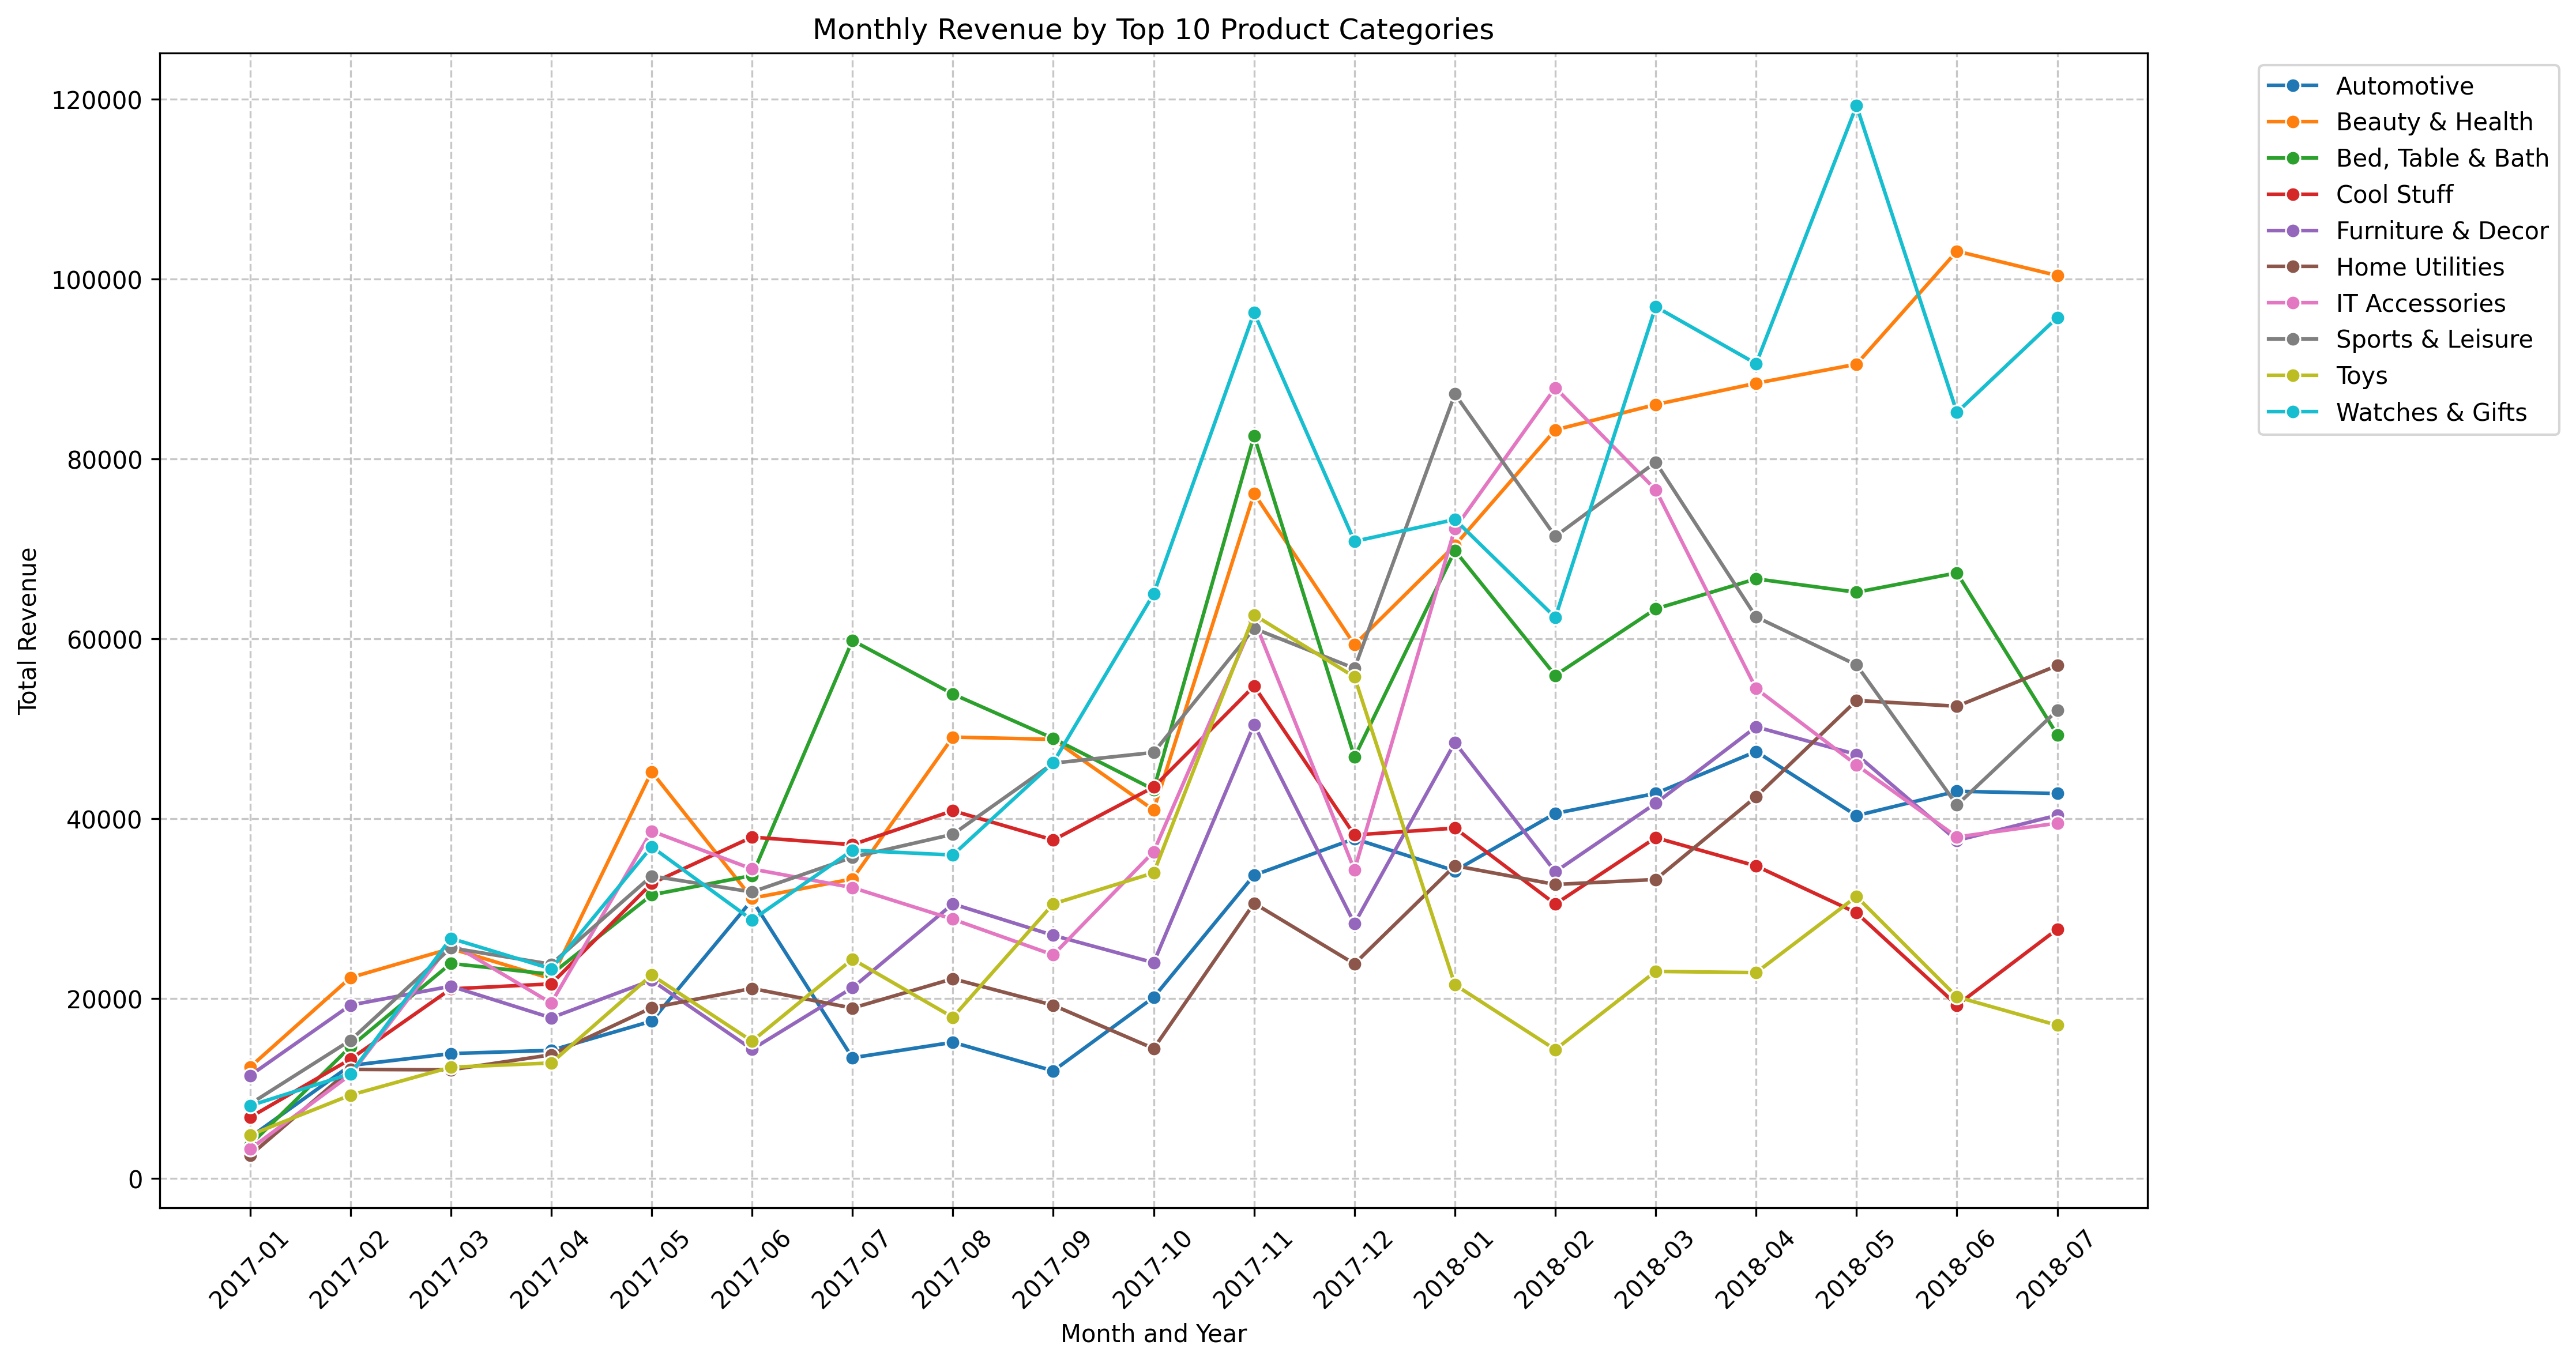 Monthly Revenue by Top 10 Product Categories
120000
100000
80000
60000
40000
20000
0
Total Revenue
2017-01
2017-02
2017-03
2017-04
2017-05
2017-06
2017-07
2017-08
2017-09
2017-10
2017-11
2017-12
2018-01
2018-02
2018-03
2018-04
2018-05
2018-06
2018-07
Month and Year
Automotive
Beauty & Health
Bed, Table & Bath
Cool Stuff
Furniture & Decor
Home Utilities
IT Accessories
Sports & Leisure
Toys
Watches & Gifts